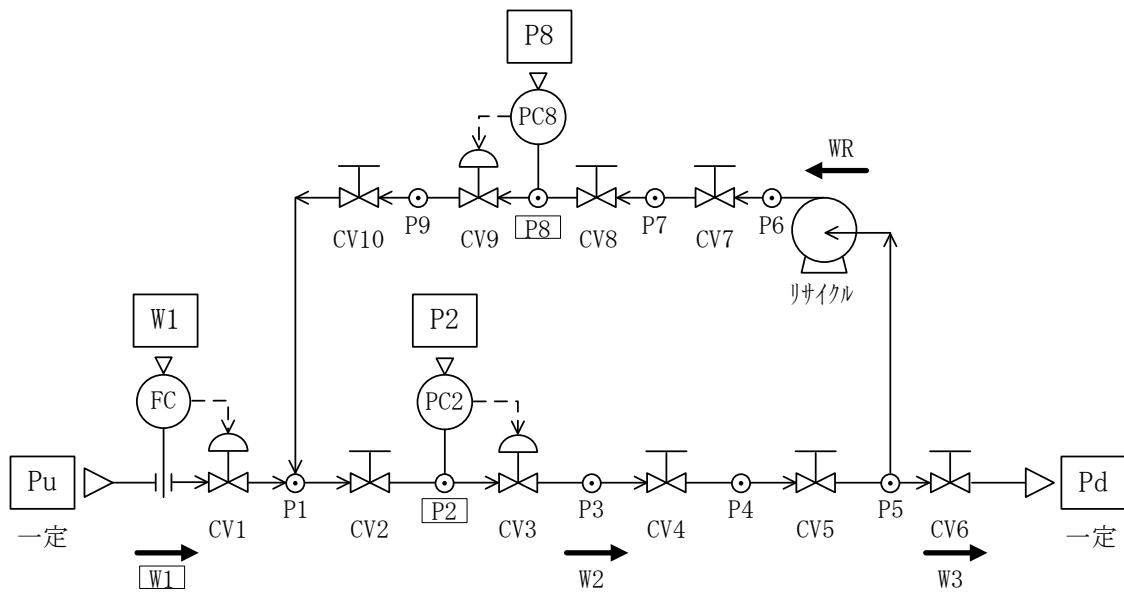 P8
PC8
WR
P9
P8
P7
P6
CV10
CV9
CV8
CV7
ﾘｻｲｸﾙ
W1
P2
FC
PC2
Pu
Pd
P1
P2
P3
P4
P5
CV1
CV2
CV3
CV4
CV5
CV6
一定
一定
W1
W2
W3